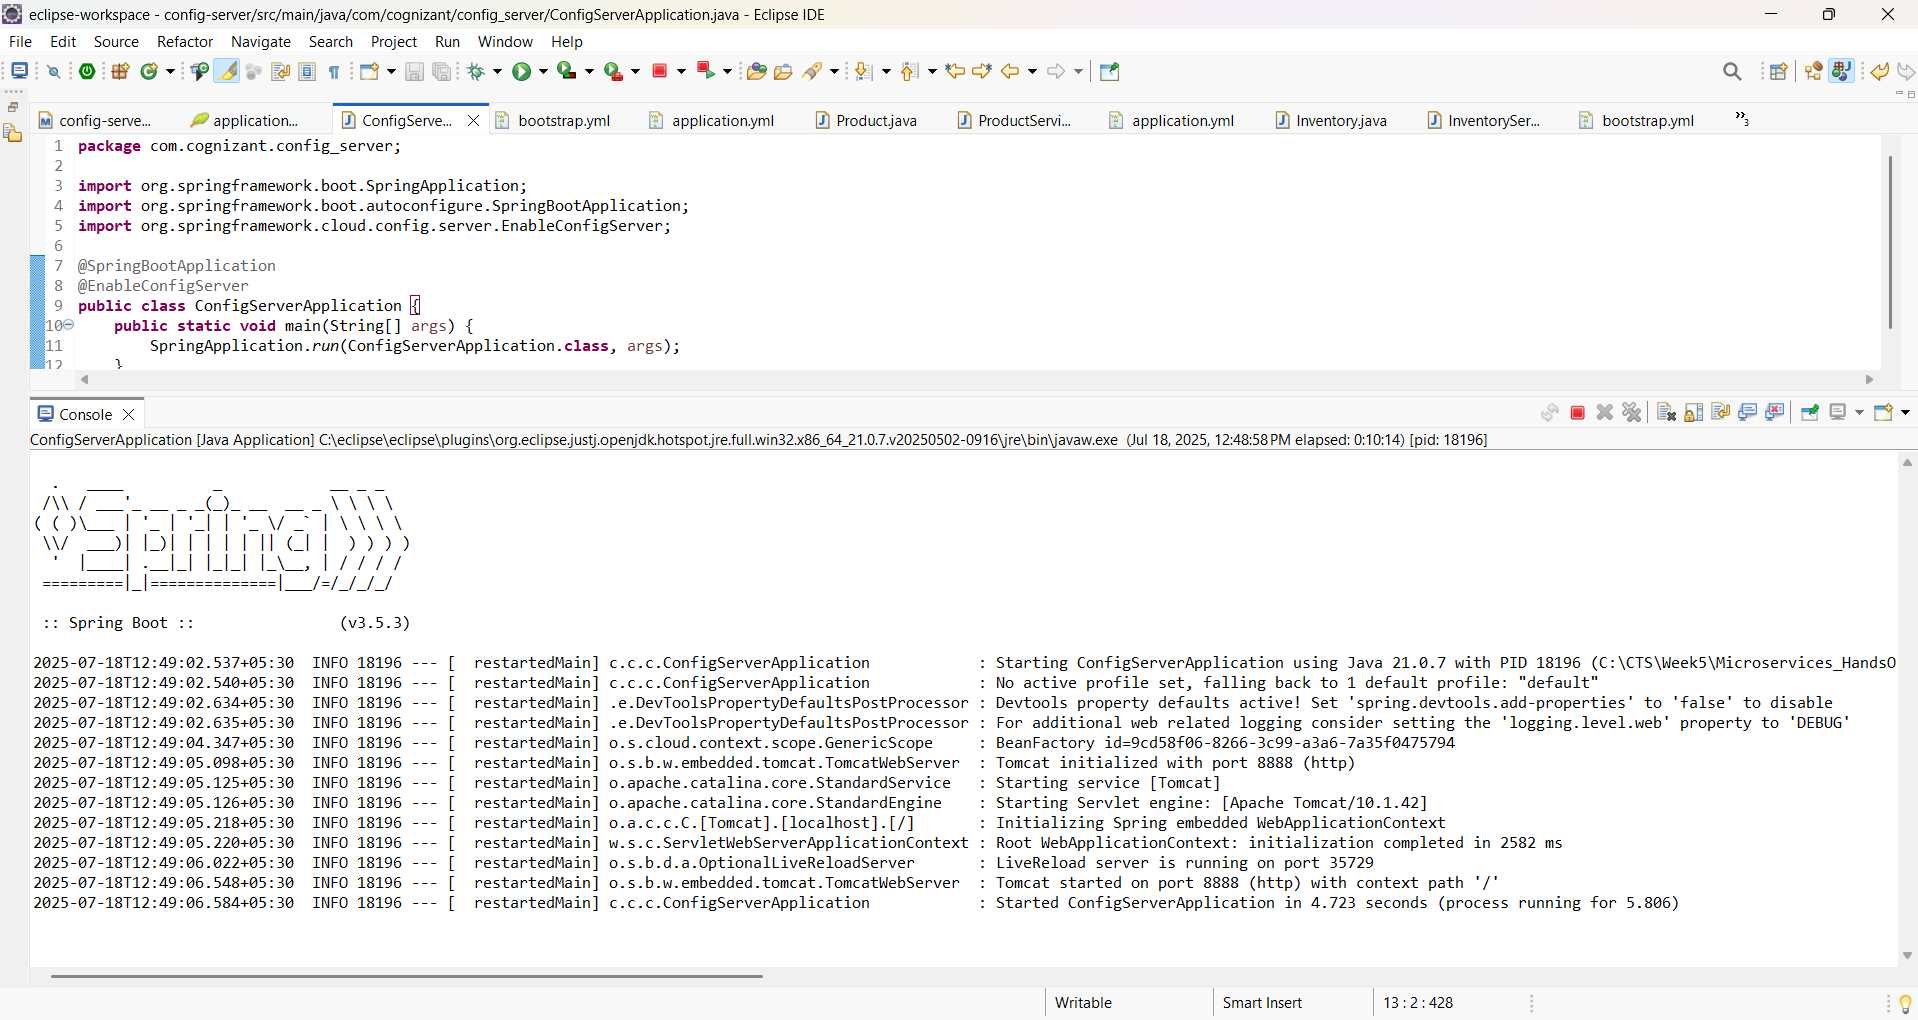 eclipse-workspace - config-server/src/main/java/com/cognizant/config_server/ConfigServerApplication.java - Eclipse IDE
File Edit Source Refactor Navigate Search Project Run Window Help
config-serve... application... ConfigServe... bootstrap.yml application.yml Product.java ProductServi... application.yml Inventory.java InventorySer... bootstrap.yml »3
1 package com.cognizant.config_server;
2
3 import org.springframework.boot.SpringApplication;
4 import org.springframework.boot.autoconfigure.SpringBootApplication;
5 import org.springframework.cloud.config.server.EnableConfigServer;
6
7 @SpringBootApplication
8 @EnableConfigServer
9 public class ConfigServerApplication {
10 public static void main(String[] args) {
11 SpringApplication.run(ConfigServerApplication.class, args);
12 }
Console
ConfigServerApplication [Java Application] C:\eclipse\eclipse\plugins\org.eclipse.justj.openjdk.hotspot.jre.full.win32.x86_64_21.0.7.v20250502-0916\jre\bin\javaw.exe (Jul 18, 2025, 12:48:58 PM elapsed: 0:10:14) [pid: 18196]
  .   ____          _            __ _ _
 /\\ / ___'_ __ _ _(_)_ __  __ _ \ \ \ \
( ( )\___ | '_ | '_| | '_ \/ _` | \ \ \ \
 \\/  ___)| |_)| | | | | || (_| |  ) ) ) )
  '  |____| .__|_| |_|_| |_\__, | / / / /
 =========|_|==============|___/=/_/_/_/
:: Spring Boot :: (v3.5.3)
2025-07-18T12:49:02.537+05:30 INFO 18196 --- [ restartedMain] c.c.c.ConfigServerApplication : Starting ConfigServerApplication using Java 21.0.7 with PID 18196 (C:\CTS\Week5\Microservices_HandsO
2025-07-18T12:49:02.540+05:30 INFO 18196 --- [ restartedMain] c.c.c.ConfigServerApplication : No active profile set, falling back to 1 default profile: "default"
2025-07-18T12:49:02.634+05:30 INFO 18196 --- [ restartedMain] .e.DevToolsPropertyDefaultsPostProcessor : Devtools property defaults active! Set 'spring.devtools.add-properties' to 'false' to disable
2025-07-18T12:49:02.635+05:30 INFO 18196 --- [ restartedMain] .e.DevToolsPropertyDefaultsPostProcessor : For additional web related logging consider setting the 'logging.level.web' property to 'DEBUG'
2025-07-18T12:49:04.347+05:30 INFO 18196 --- [ restartedMain] o.s.cloud.context.scope.GenericScope : BeanFactory id=9cd58f06-8266-3c99-a3a6-7a35f0475794
2025-07-18T12:49:05.098+05:30 INFO 18196 --- [ restartedMain] o.s.b.w.embedded.tomcat.TomcatWebServer : Tomcat initialized with port 8888 (http)
2025-07-18T12:49:05.125+05:30 INFO 18196 --- [ restartedMain] o.apache.catalina.core.StandardService : Starting service [Tomcat]
2025-07-18T12:49:05.126+05:30 INFO 18196 --- [ restartedMain] o.apache.catalina.core.StandardEngine : Starting Servlet engine: [Apache Tomcat/10.1.42]
2025-07-18T12:49:05.218+05:30 INFO 18196 --- [ restartedMain] o.a.c.c.C.[Tomcat].[localhost].[/] : Initializing Spring embedded WebApplicationContext
2025-07-18T12:49:05.220+05:30 INFO 18196 --- [ restartedMain] w.s.c.ServletWebServerApplicationContext : Root WebApplicationContext: initialization completed in 2582 ms
2025-07-18T12:49:06.022+05:30 INFO 18196 --- [ restartedMain] o.s.b.d.a.OptionalLiveReloadServer : LiveReload server is running on port 35729
2025-07-18T12:49:06.548+05:30 INFO 18196 --- [ restartedMain] o.s.b.w.embedded.tomcat.TomcatWebServer : Tomcat started on port 8888 (http) with context path '/'
2025-07-18T12:49:06.584+05:30 INFO 18196 --- [ restartedMain] c.c.c.ConfigServerApplication : Started ConfigServerApplication in 4.723 seconds (process running for 5.806)
Writable Smart Insert 13 : 2 : 428